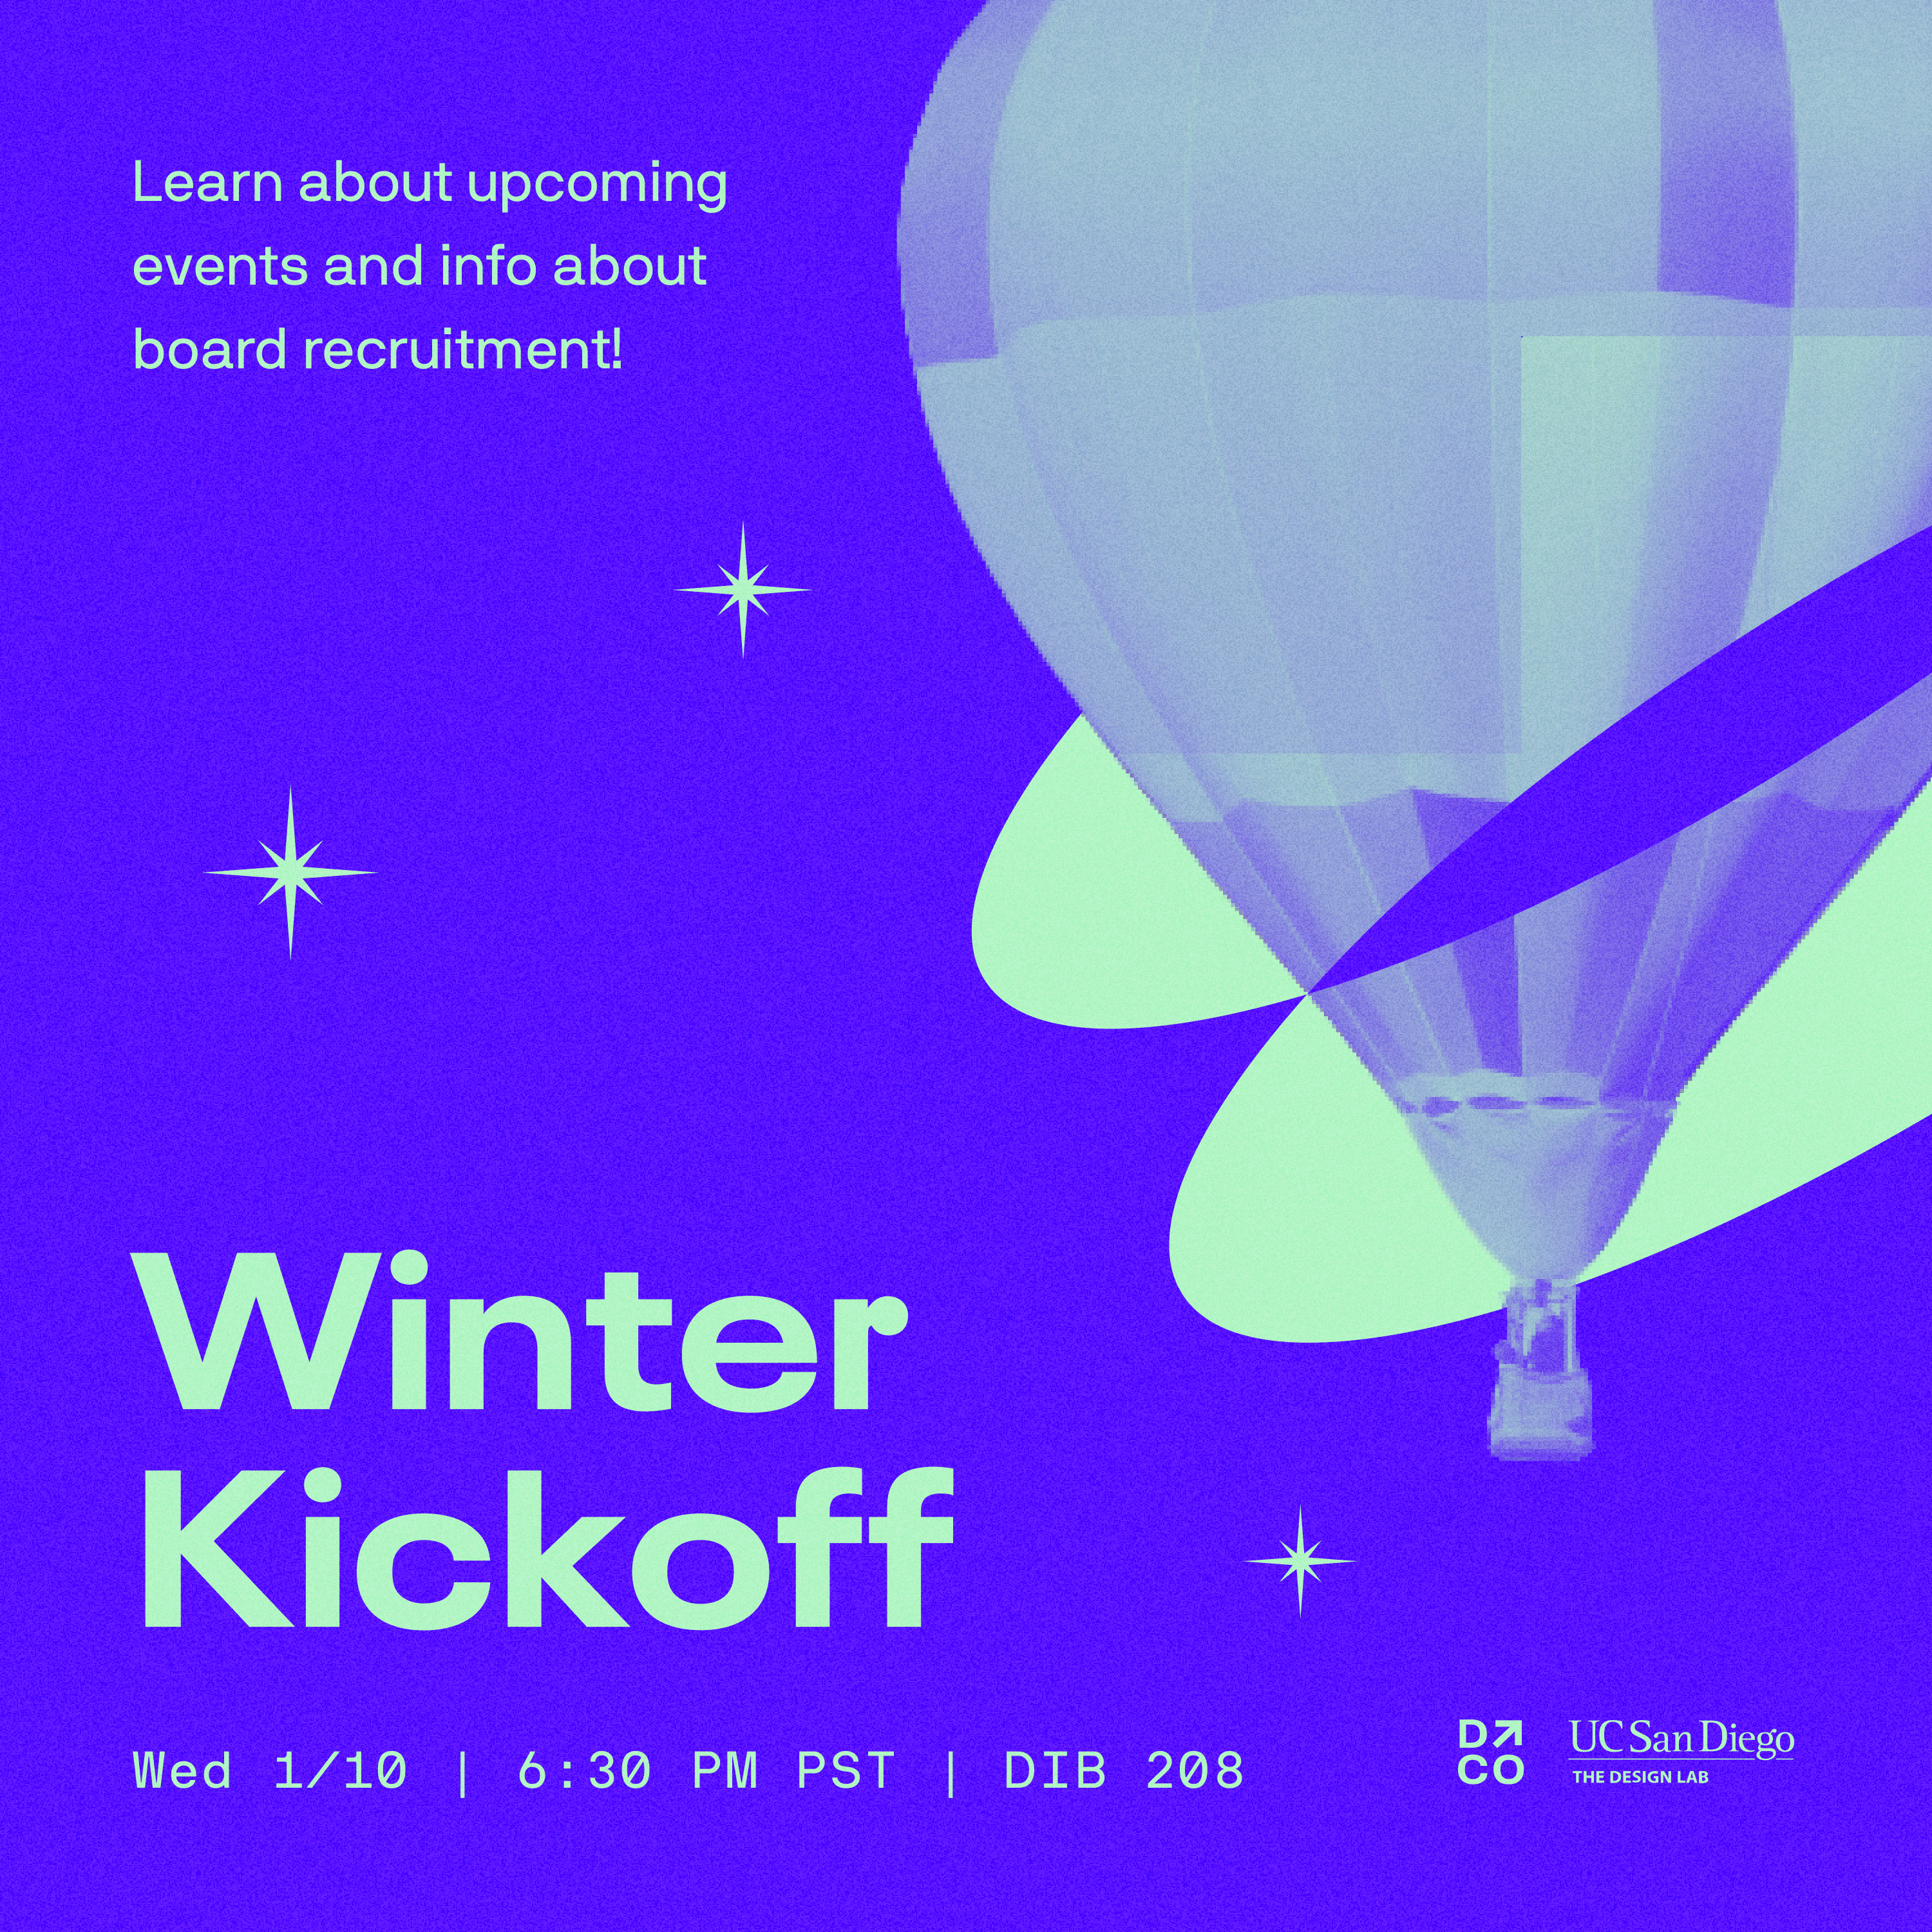 Learn about upcoming
events and info about
board recruitment!
Winter
Kickoff
Wed 1/10 | 6:30 PM PST | DIB 208
D↗
CO
UC San Diego
THE DESIGN LAB